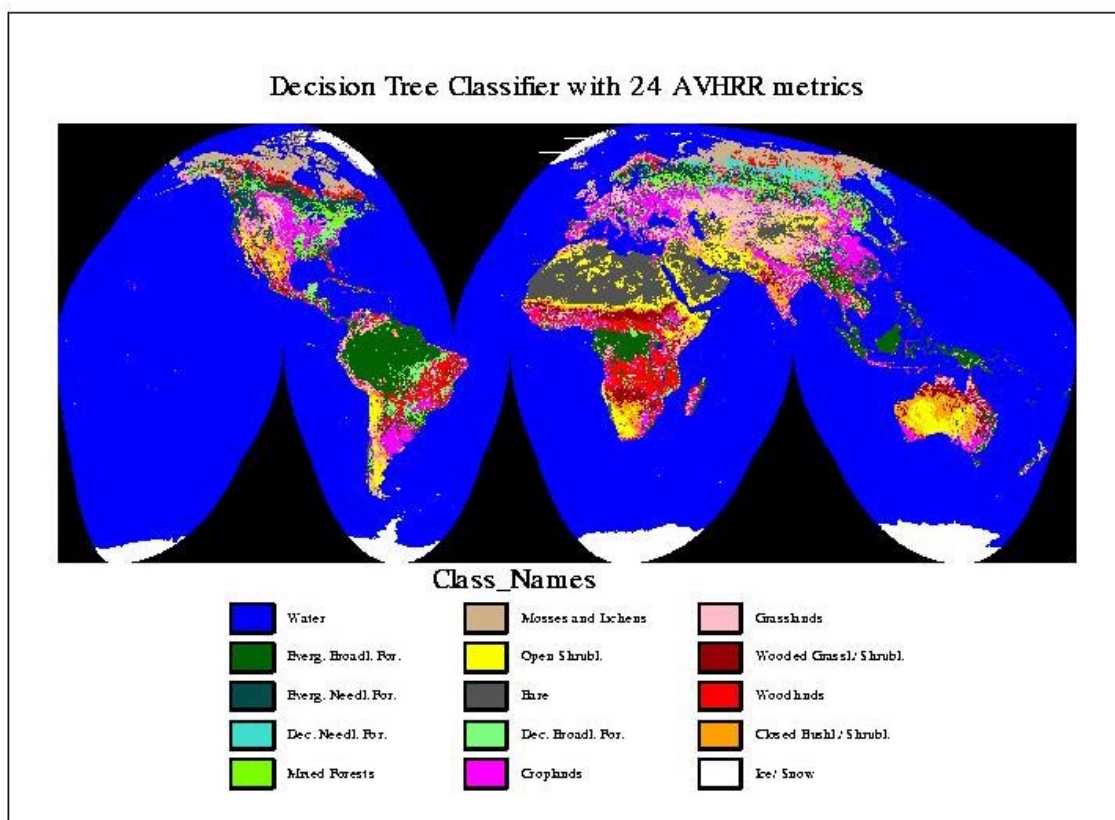 Decision Tree Classifier with 24 AVHRR metrics
Class_Names
Water
Everg. Broadl. For.
Everg. Needl. For.
Dec. Needl. For.
Mixed Forests
Mosses and Lichens
Open Shrubl.
Bare
Dec. Broadl. For.
Croplands
Grasslands
Wooded Grassl./ Shrubl.
Woodlands
Closed Bushl./ Shrubl.
Ice/ Snow